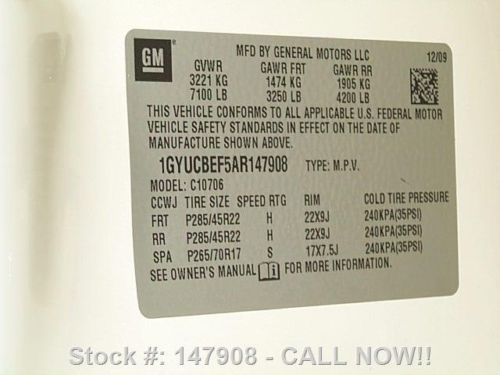 GM
MFD BY GENERAL MOTORS LLC 12/09
GVWR GAWR FRT GAWR RR
3221 KG 1474 KG 1905 KG
7100 LB 3250 LB 4200 LB
THIS VEHICLE CONFORMS TO ALL APPLICABLE U.S. FEDERAL MOTOR
VEHICLE SAFETY STANDARDS IN EFFECT ON THE DATE OF
MANUFACTURE SHOWN ABOVE.
1GYUCBEF5AR147908 TYPE: M.P.V.
MODEL: C10706
CCWJ TIRE SIZE SPEED RTG RIM COLD TIRE PRESSURE
FRT P285/45R22 H 22X9J 240KPA(35PSI)
RR P285/45R22 H 22X9J 240KPA(35PSI)
SPA P265/70R17 S 17X7.5J 240KPA(35PSI)
SEE OWNER'S MANUAL FOR MORE INFORMATION.
Stock #: 147908 - CALL NOW!!